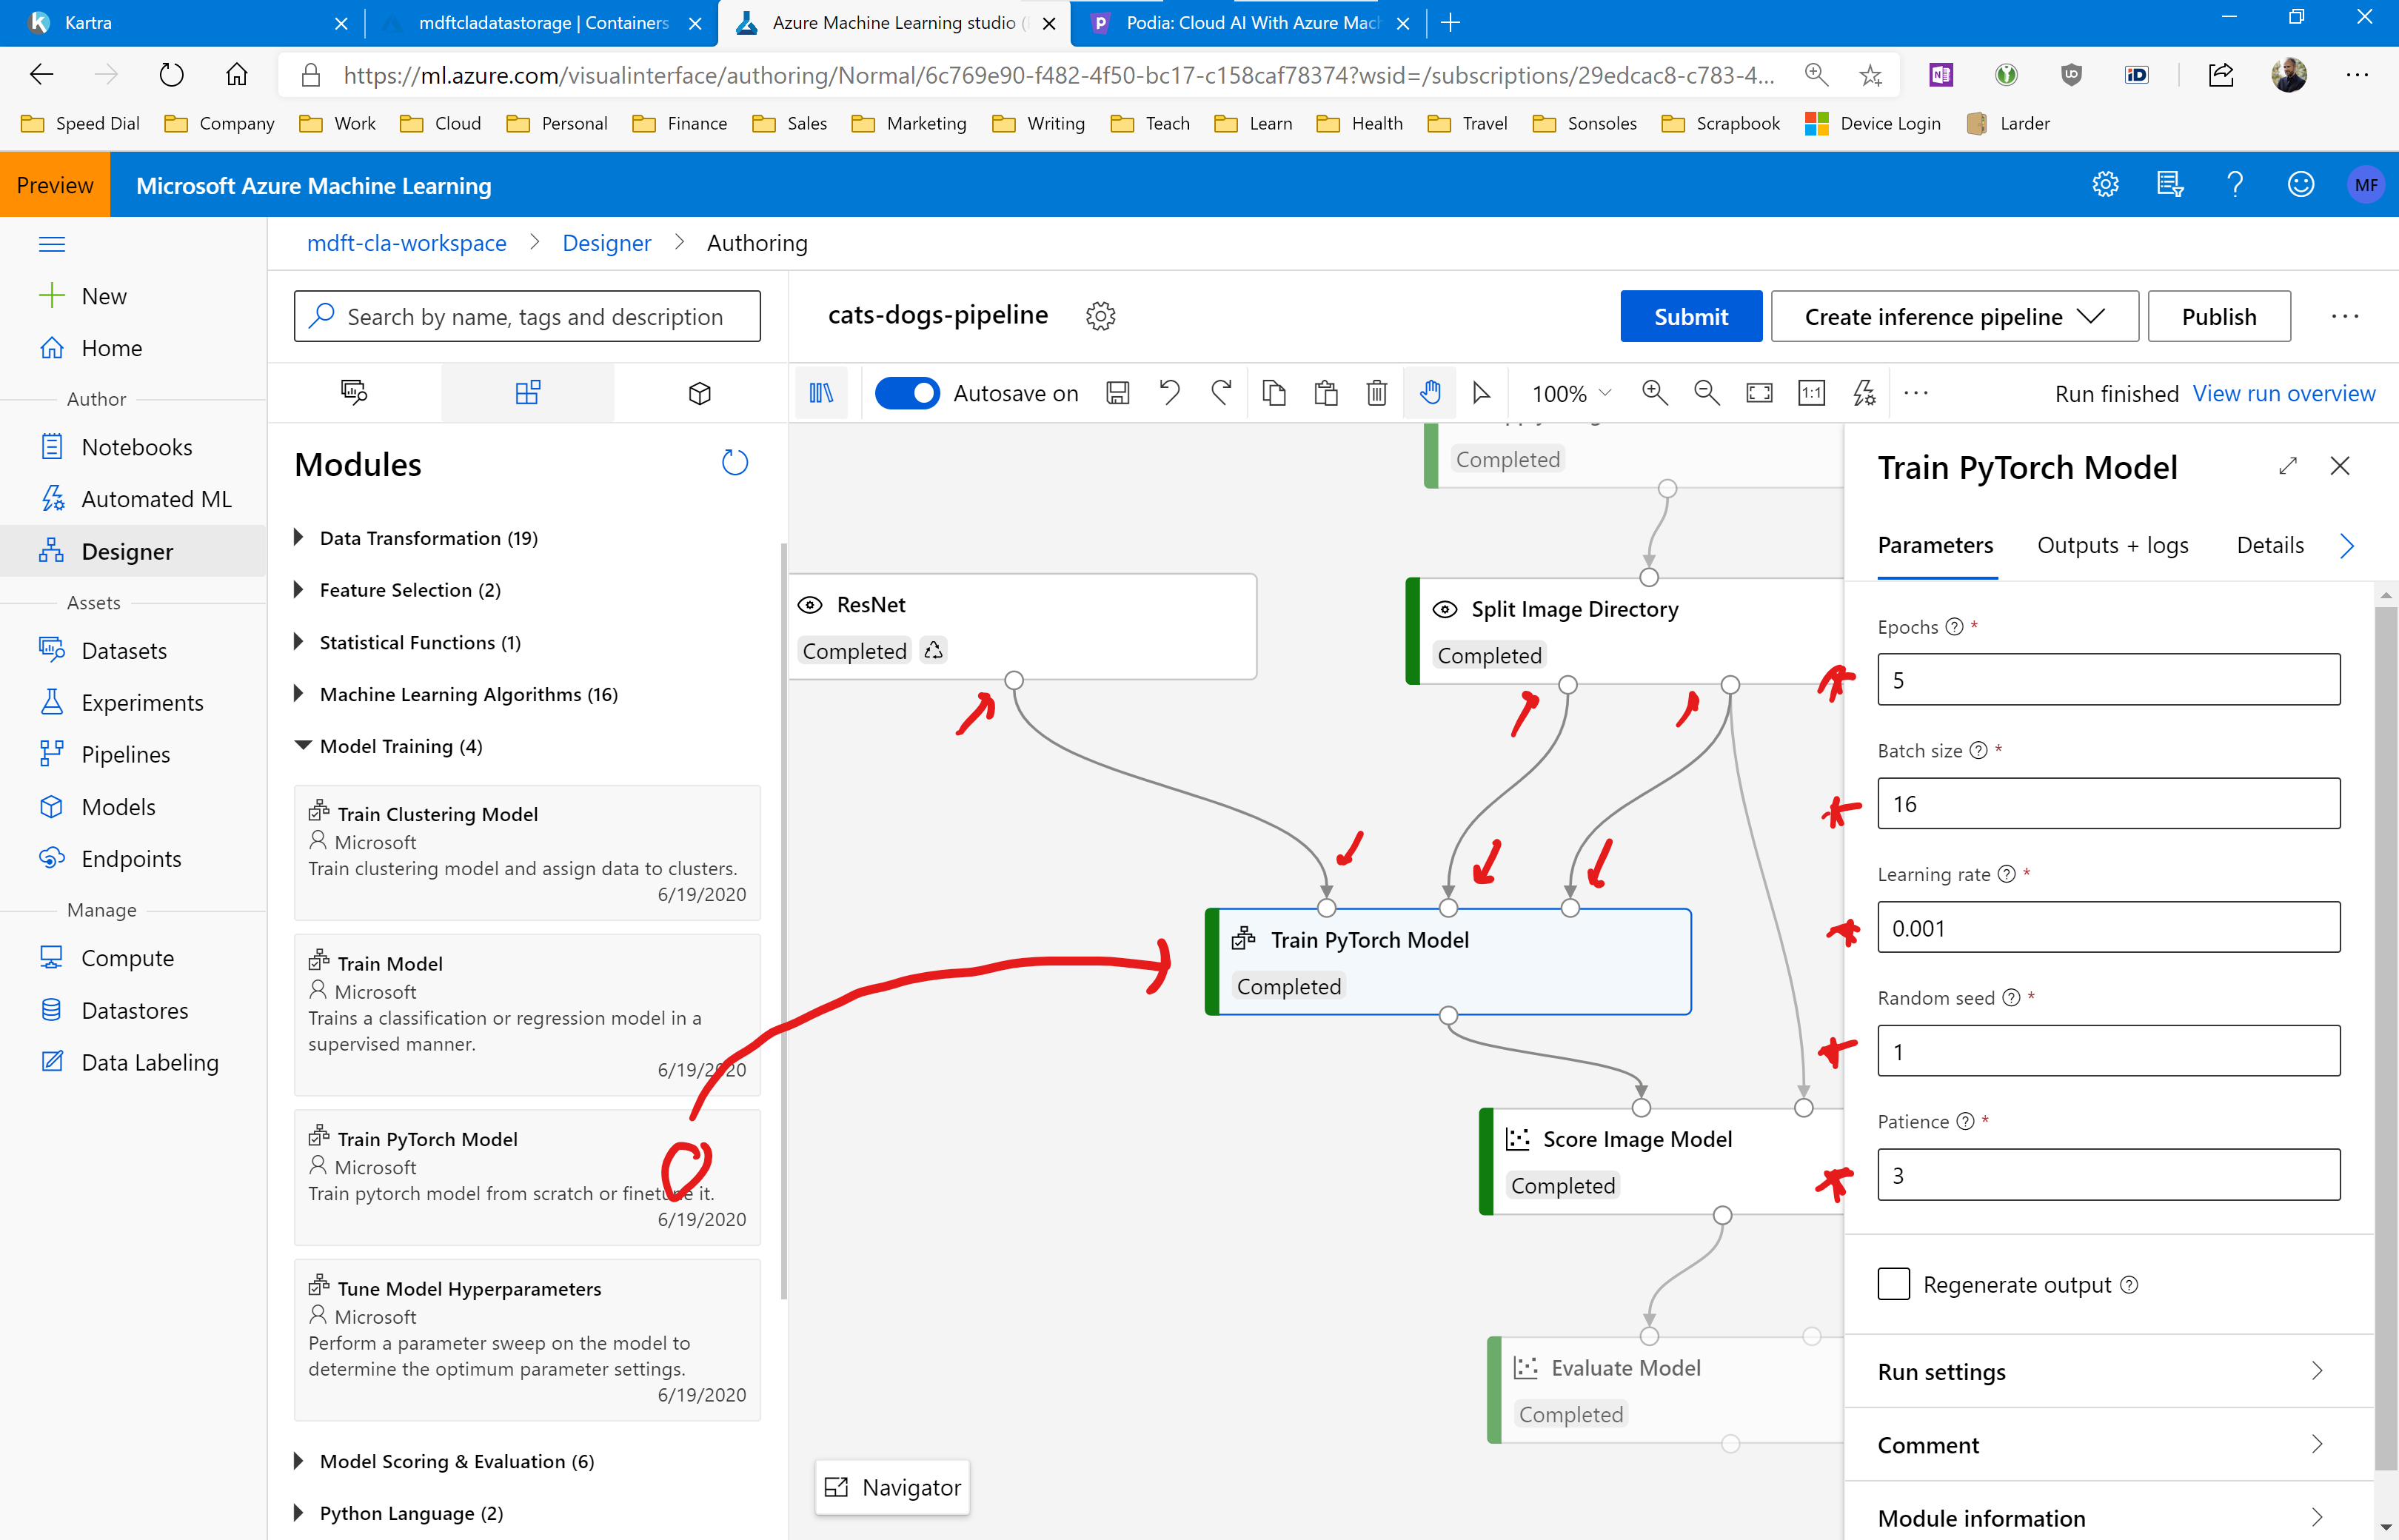 Kartra
mdftcladatastorage | Containers
Azure Machine Learning studio (
Podia: Cloud AI With Azure Mach
https://ml.azure.com/visualinterface/authoring/Normal/6c769e90-f482-4f50-bc17-c158caf78374?wsid=/subscriptions/29edcac8-c783-4...
Speed Dial Company Work Cloud Personal Finance Sales Marketing Writing Teach Learn Health Travel Sonsoles Scrapbook Device Login Larder
Preview Microsoft Azure Machine Learning MF
mdft-cla-workspace > Designer > Authoring
New
Home
Author
Notebooks
Automated ML
Designer
Assets
Datasets
Experiments
Pipelines
Models
Endpoints
Manage
Compute
Datastores
Data Labeling
Search by name, tags and description
Modules
Data Transformation (19)
Feature Selection (2)
Statistical Functions (1)
Machine Learning Algorithms (16)
Model Training (4)
Train Clustering Model
Microsoft
Train clustering model and assign data to clusters.
6/19/2020
Train Model
Microsoft
Trains a classification or regression model in a
supervised manner.
6/19/2020
Train PyTorch Model
Microsoft
Train pytorch model from scratch or finetune it.
6/19/2020
Tune Model Hyperparameters
Microsoft
Perform a parameter sweep on the model to
determine the optimum parameter settings.
6/19/2020
Model Scoring & Evaluation (6)
Python Language (2)
cats-dogs-pipeline
Submit
Create inference pipeline
Publish
Autosave on
100%
1:1
Run finished View run overview
Completed
ResNet
Completed
Split Image Directory
Completed
Train PyTorch Model
Completed
Score Image Model
Completed
Evaluate Model
Completed
Navigator
Train PyTorch Model
Parameters Outputs + logs Details
Epochs *
5
Batch size *
16
Learning rate *
0.001
Random seed *
1
Patience *
3
Regenerate output
Run settings
Comment
Module information